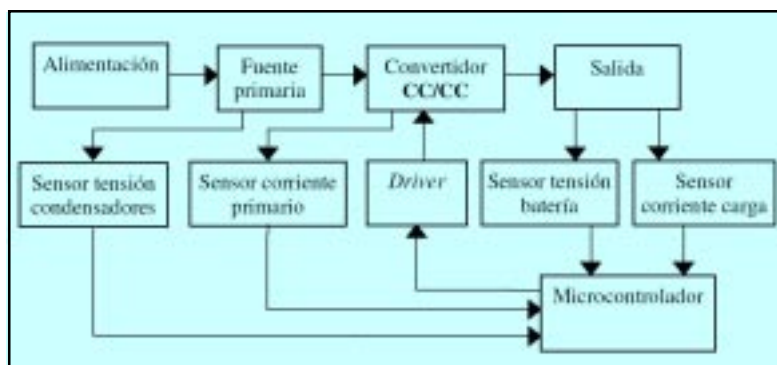 Alimentación
Fuente
primaria
Convertidor
CC/CC
Salida
Sensor tensión
condensadores
Sensor corriente
primario
Driver
Sensor tensión
batería
Sensor
corriente carga
Microcontrolador